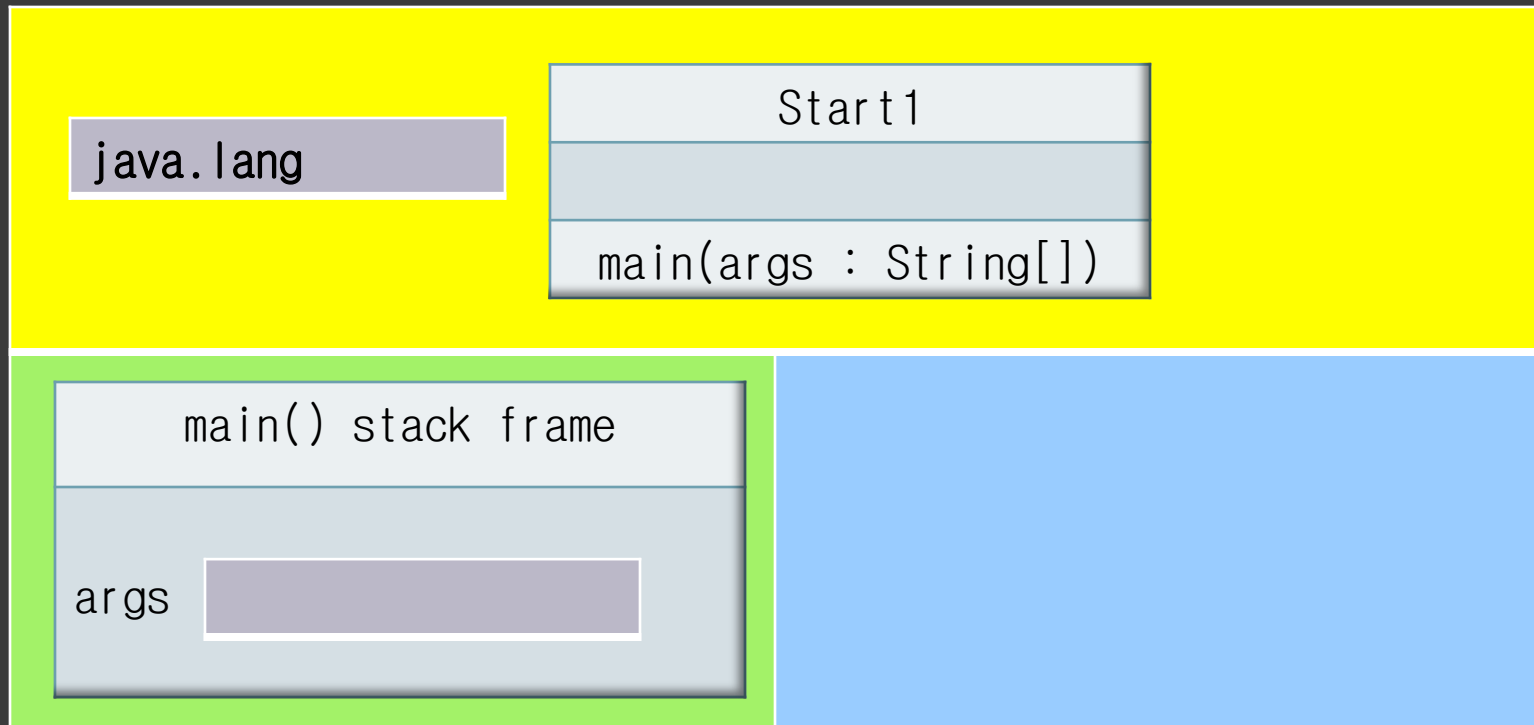 java.lang
Start1
main(args : String[])
main() stack frame
args